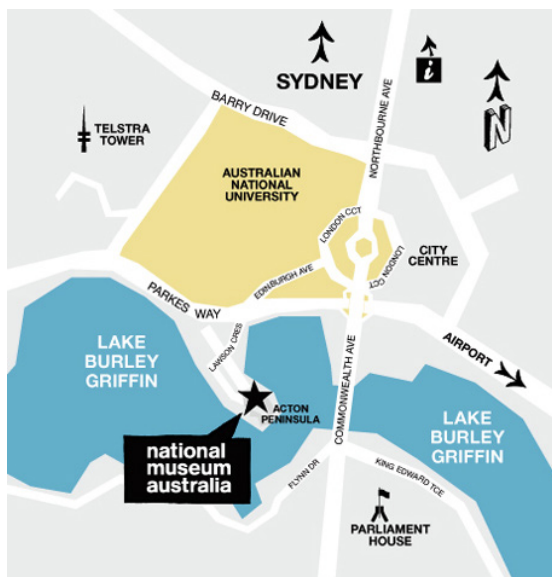 SYDNEY
i
N
BARRY DRIVE
NORTHBOURNE AVE
TELSTRA
TOWER
AUSTRALIAN
NATIONAL
UNIVERSITY
LONDON CCT
LONDON CCT
CITY
CENTRE
EDINBURGH AVE
PARKES WAY
LAWSON CRES
COMMONWEALTH AVE
AIRPORT
LAKE
BURLEY
GRIFFIN
ACTON
PENINSULA
national
museum
australia
LAKE
BURLEY
GRIFFIN
FLYNN DR
KING EDWARD TCE
PARLIAMENT
HOUSE